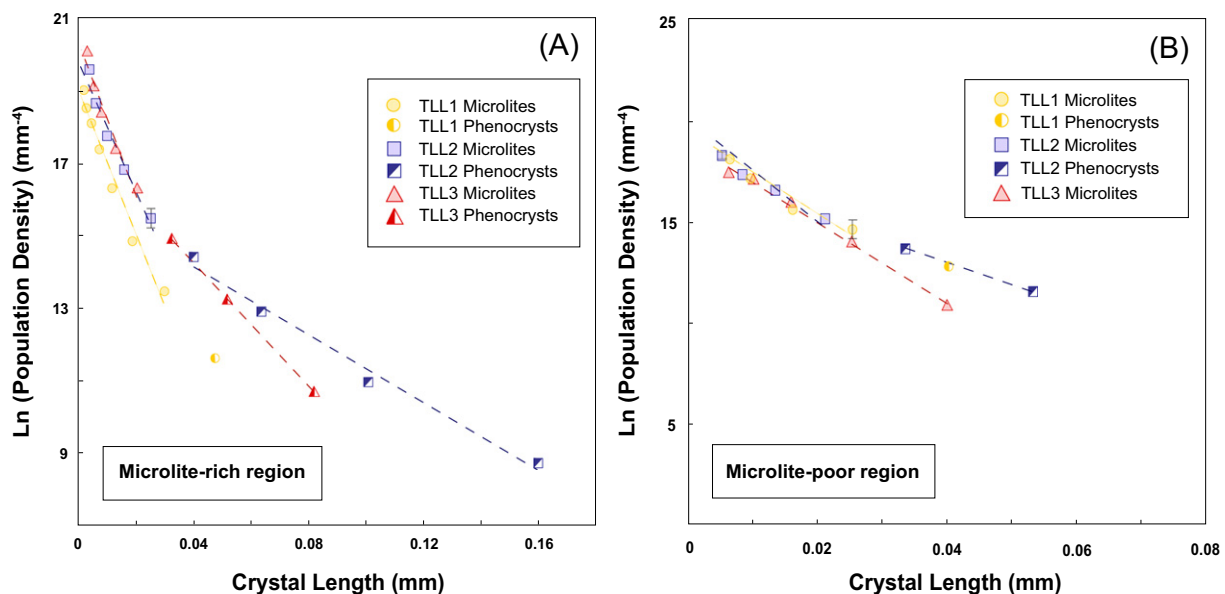 (A)
Ln (Population Density) (mm-4)
21
17
13
9
TLL1 Microlites
TLL1 Phenocrysts
TLL2 Microlites
TLL2 Phenocrysts
TLL3 Microlites
TLL3 Phenocrysts
Microlite-rich region
0 0.04 0.08 0.12 0.16
Crystal Length (mm)
(B)
Ln (Population Density) (mm-4)
25
15
5
TLL1 Microlites
TLL1 Phenocrysts
TLL2 Microlites
TLL2 Phenocrysts
TLL3 Microlites
Microlite-poor region
0 0.02 0.04 0.06 0.08
Crystal Length (mm)